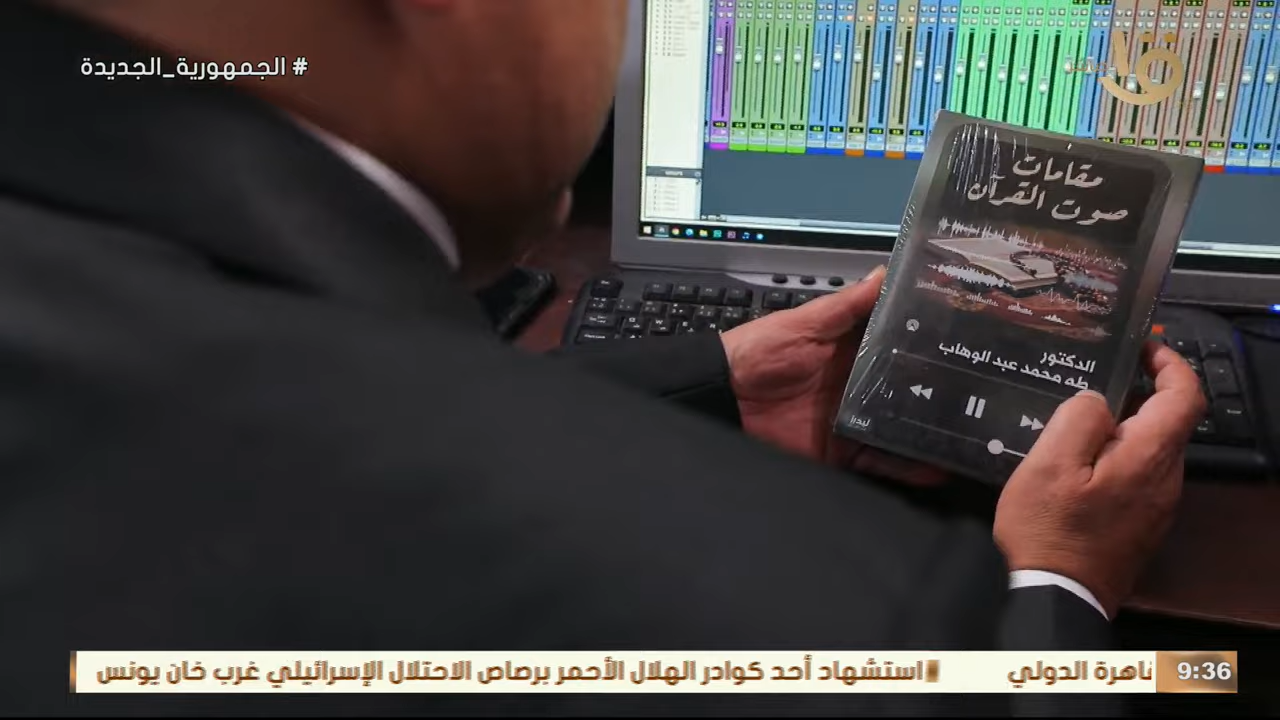 # الجمهورية_الجديدة
مقامات
صوت القرآن
الدكتور
طه محمد عبد الوهاب
ليدرز
استشهاد أحد كوادر الهلال الأحمر برصاص الاحتلال الإسرائيلي غرب خان يونس
الدولي
9:36